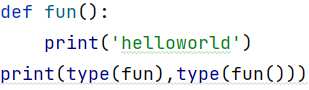 def fun():
    print('helloworld')
print(type(fun),type(fun()))